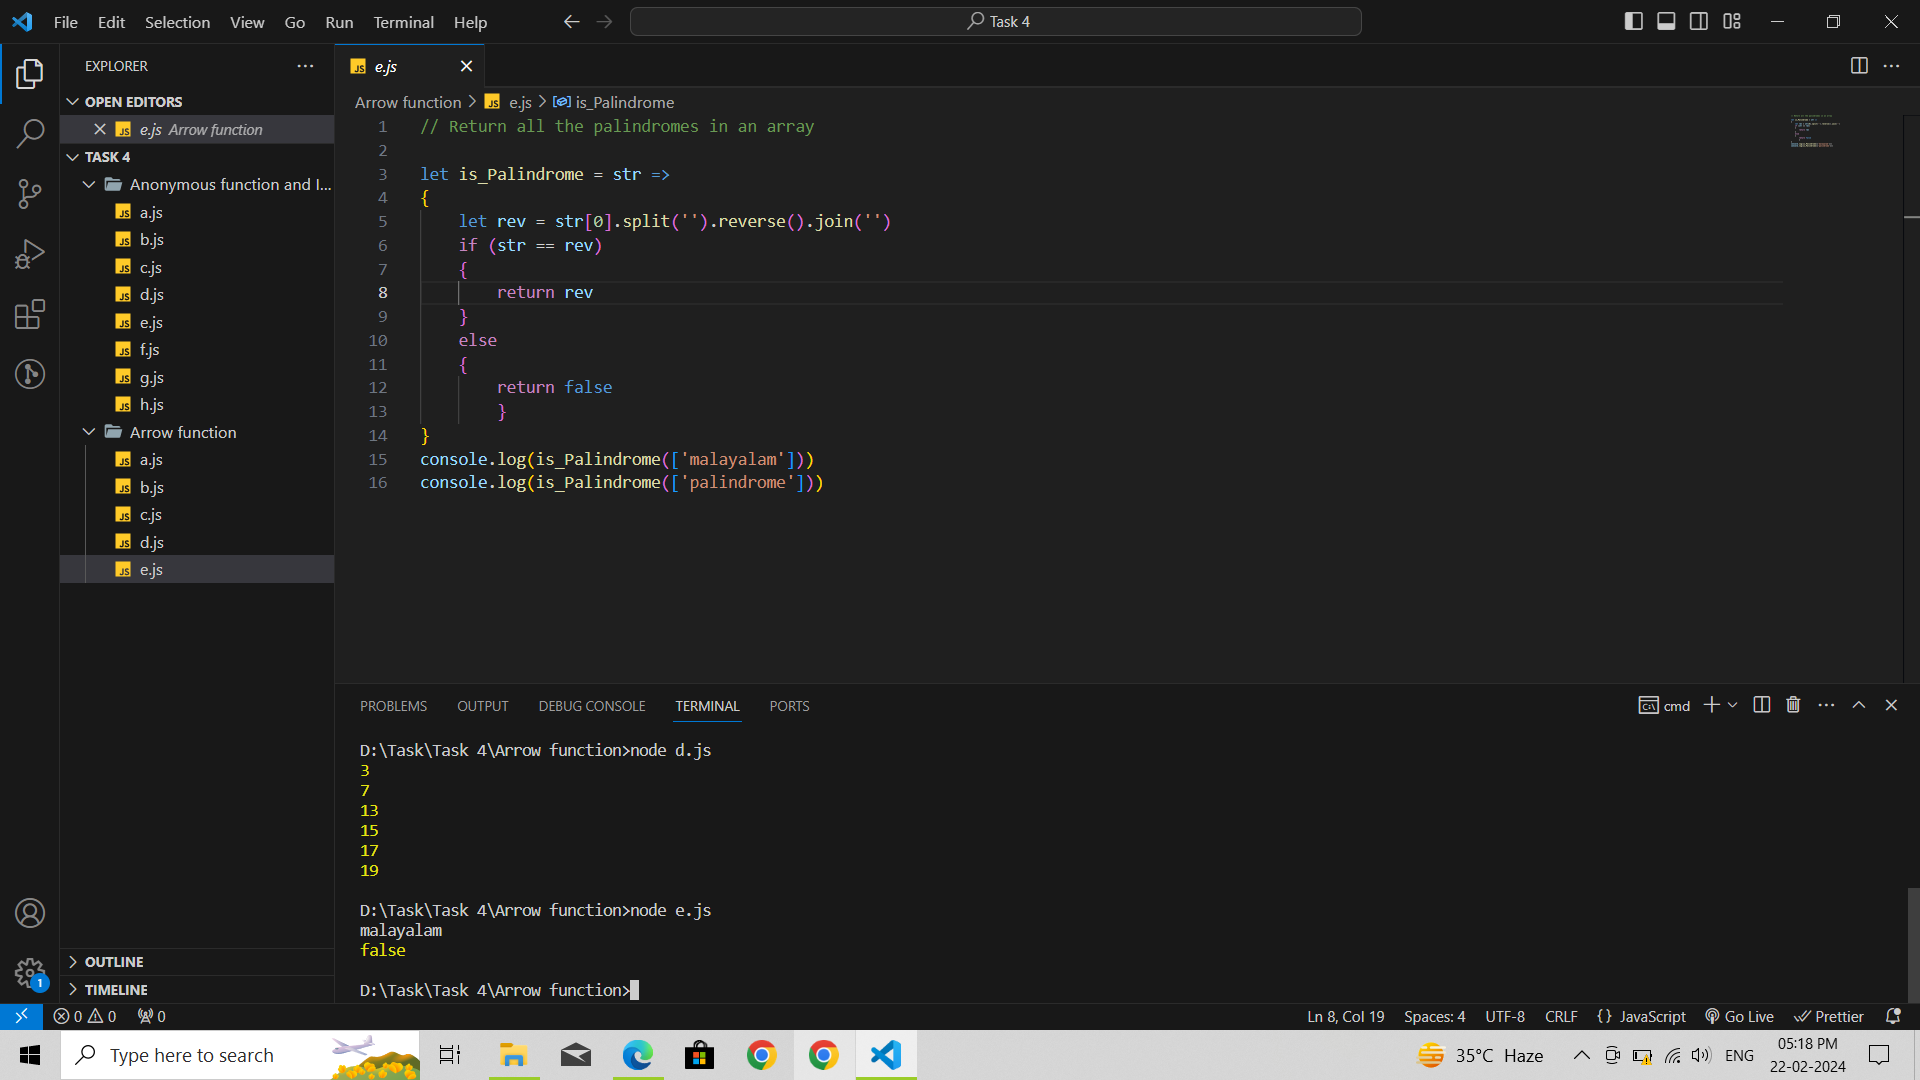 File Edit Selection View Go Run Terminal Help
Task 4
EXPLORER
OPEN EDITORS
e.js Arrow function
TASK 4
Anonymous function and I...
a.js
b.js
c.js
d.js
e.js
f.js
g.js
h.js
Arrow function
a.js
b.js
c.js
d.js
e.js
OUTLINE
TIMELINE
e.js
Arrow function > e.js > is_Palindrome
1 // Return all the palindromes in an array
2
3 let is_Palindrome = str =>
4 {
5 let rev = str[0].split('').reverse().join('')
6 if (str == rev)
7 {
8 return rev
9 }
10 else
11 {
12 return false
13 }
14 }
15 console.log(is_Palindrome(['malayalam']))
16 console.log(is_Palindrome(['palindrome']))
PROBLEMS OUTPUT DEBUG CONSOLE TERMINAL PORTS
cmd
D:\Task\Task 4\Arrow function>node d.js
3
7
13
15
17
19
D:\Task\Task 4\Arrow function>node e.js
malayalam
false
D:\Task\Task 4\Arrow function>
1
0 0 0
Ln 8, Col 19 Spaces: 4 UTF-8 CRLF {} JavaScript Go Live Prettier
Type here to search
35°C Haze
ENG
05:18 PM
22-02-2024